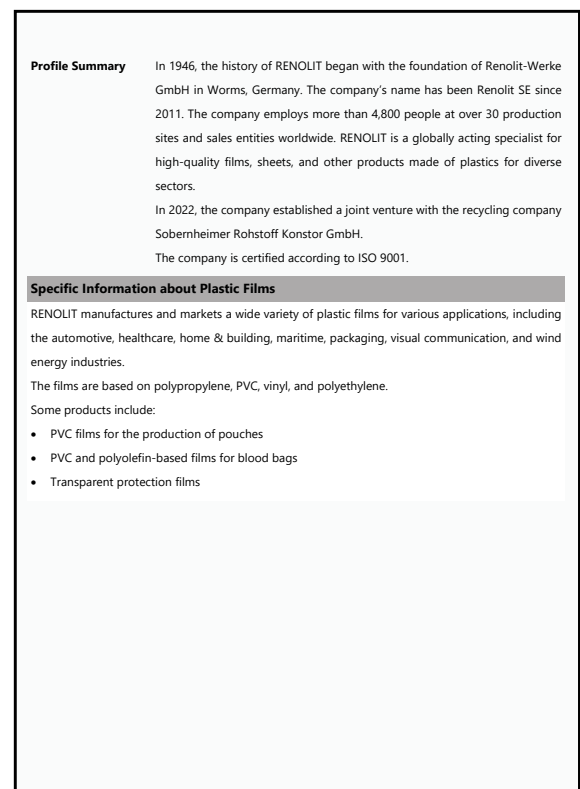 Profile Summary In 1946, the history of RENOLIT began with the foundation of Renolit-Werke
GmbH in Worms, Germany. The company's name has been Renolit SE since
2011. The company employs more than 4,800 people at over 30 production
sites and sales entities worldwide. RENOLIT is a globally acting specialist for
high-quality films, sheets, and other products made of plastics for diverse
sectors.
In 2022, the company established a joint venture with the recycling company
Sobernheimer Rohstoff Konstor GmbH.
The company is certified according to ISO 9001.
Specific Information about Plastic Films
RENOLIT manufactures and markets a wide variety of plastic films for various applications, including
the automotive, healthcare, home & building, maritime, packaging, visual communication, and wind
energy industries.
The films are based on polypropylene, PVC, vinyl, and polyethylene.
Some products include:
• PVC films for the production of pouches
• PVC and polyolefin-based films for blood bags
• Transparent protection films